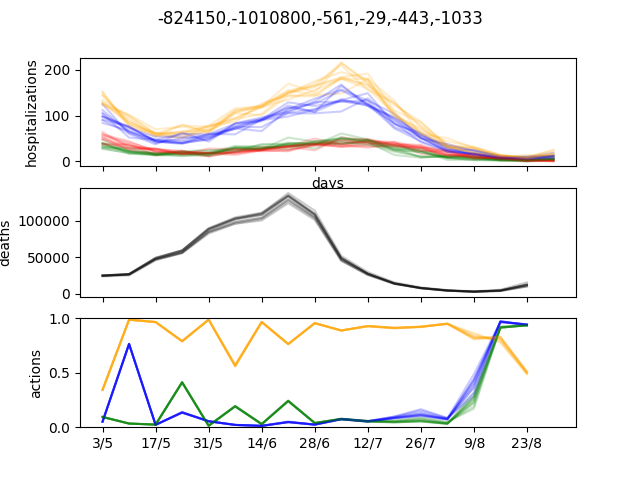 -824150,-1010800,-561,-29,-443,-1033
hospitalizations
200
100
0
days
deaths
100000
50000
0
actions
1.0
0.5
0.0
3/5 17/5 31/5 14/6 28/6 12/7 26/7 9/8 23/8